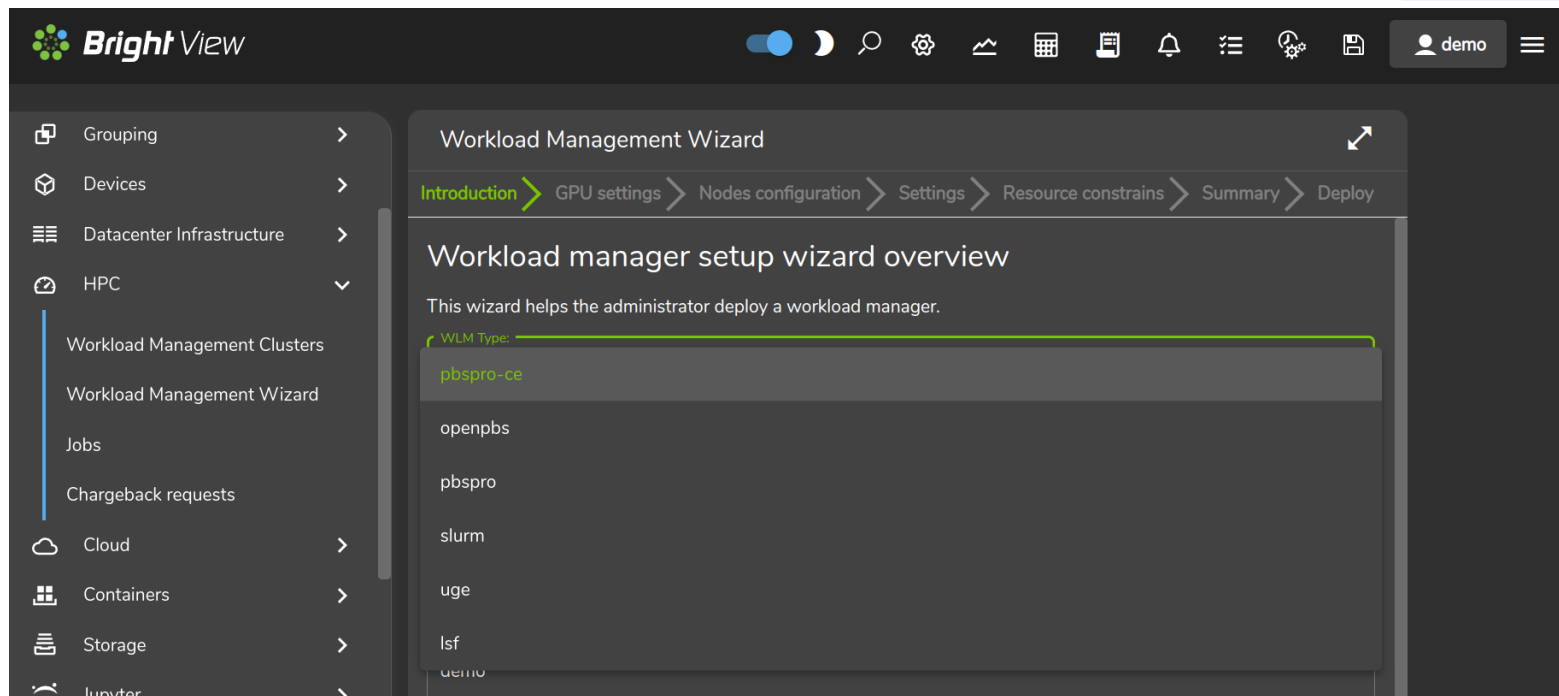 Bright View
demo
Grouping
Devices
Datacenter Infrastructure
HPC
Workload Management Clusters
Workload Management Wizard
Jobs
Chargeback requests
Cloud
Containers
Storage
Jupyter
Workload Management Wizard
Introduction GPU settings Nodes configuration Settings Resource constrains Summary Deploy
Workload manager setup wizard overview
This wizard helps the administrator deploy a workload manager.
WLM Type:
pbspro-ce
openpbs
pbspro
slurm
uge
lsf
demo